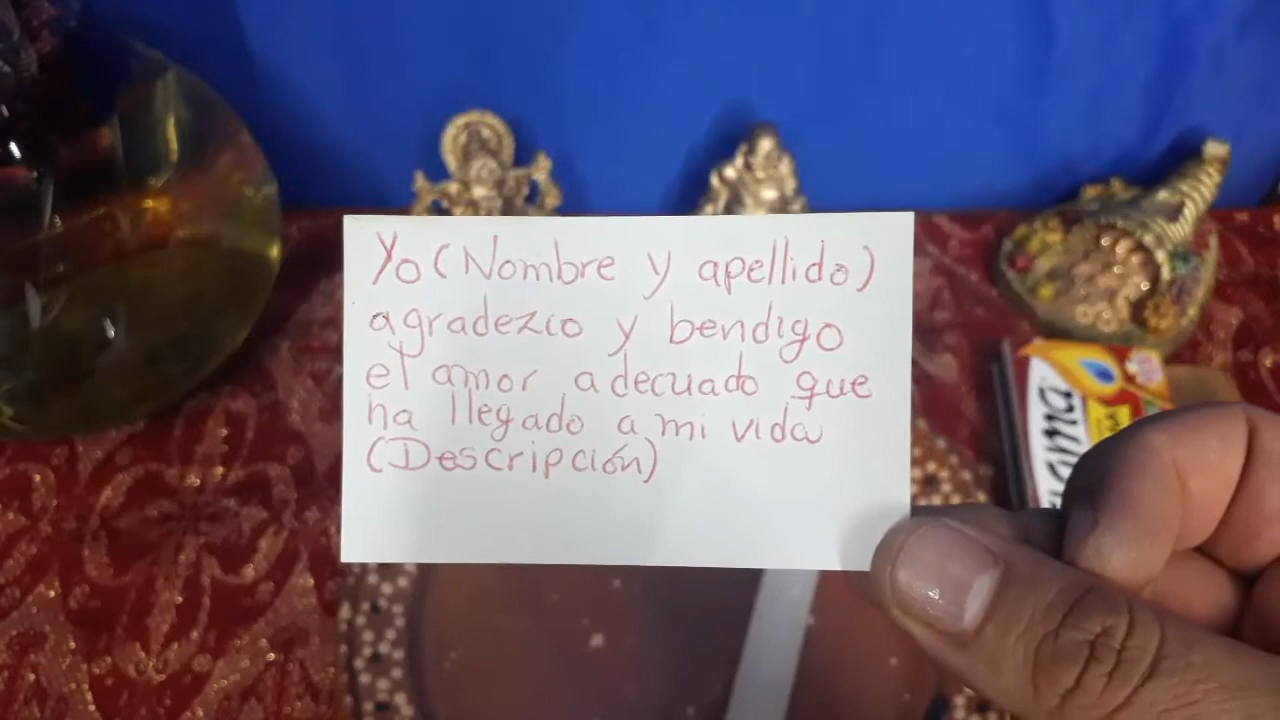 Yo (Nombre y apellido)
agradezco y bendigo
el amor adecuado que
ha llegado a mi vida
(Descripción)